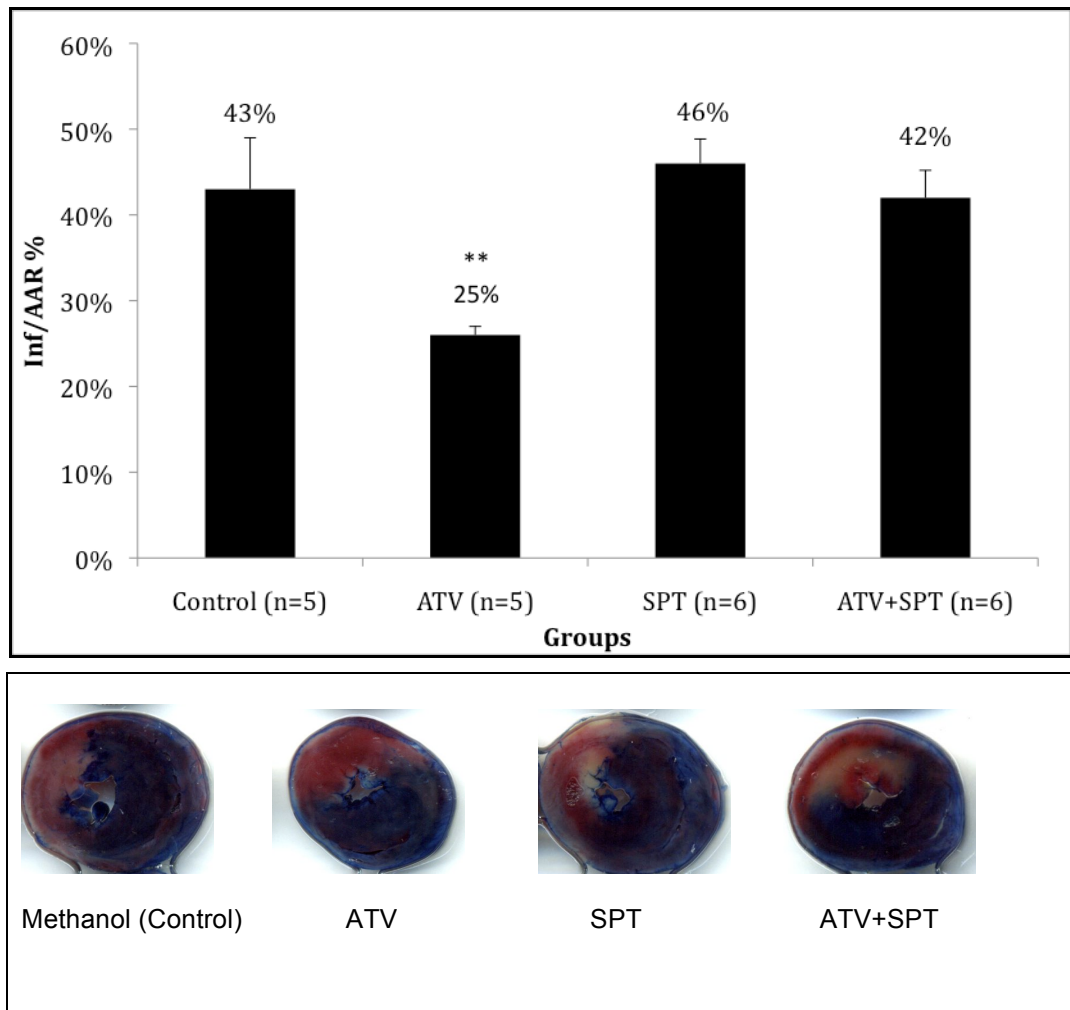 60%
50%
40%
30%
20%
10%
0%
Inf/AAR %
43%
**
25%
46%
42%
Control (n=5)
ATV (n=5)
SPT (n=6)
ATV+SPT (n=6)
Groups
Methanol (Control)
ATV
SPT
ATV+SPT